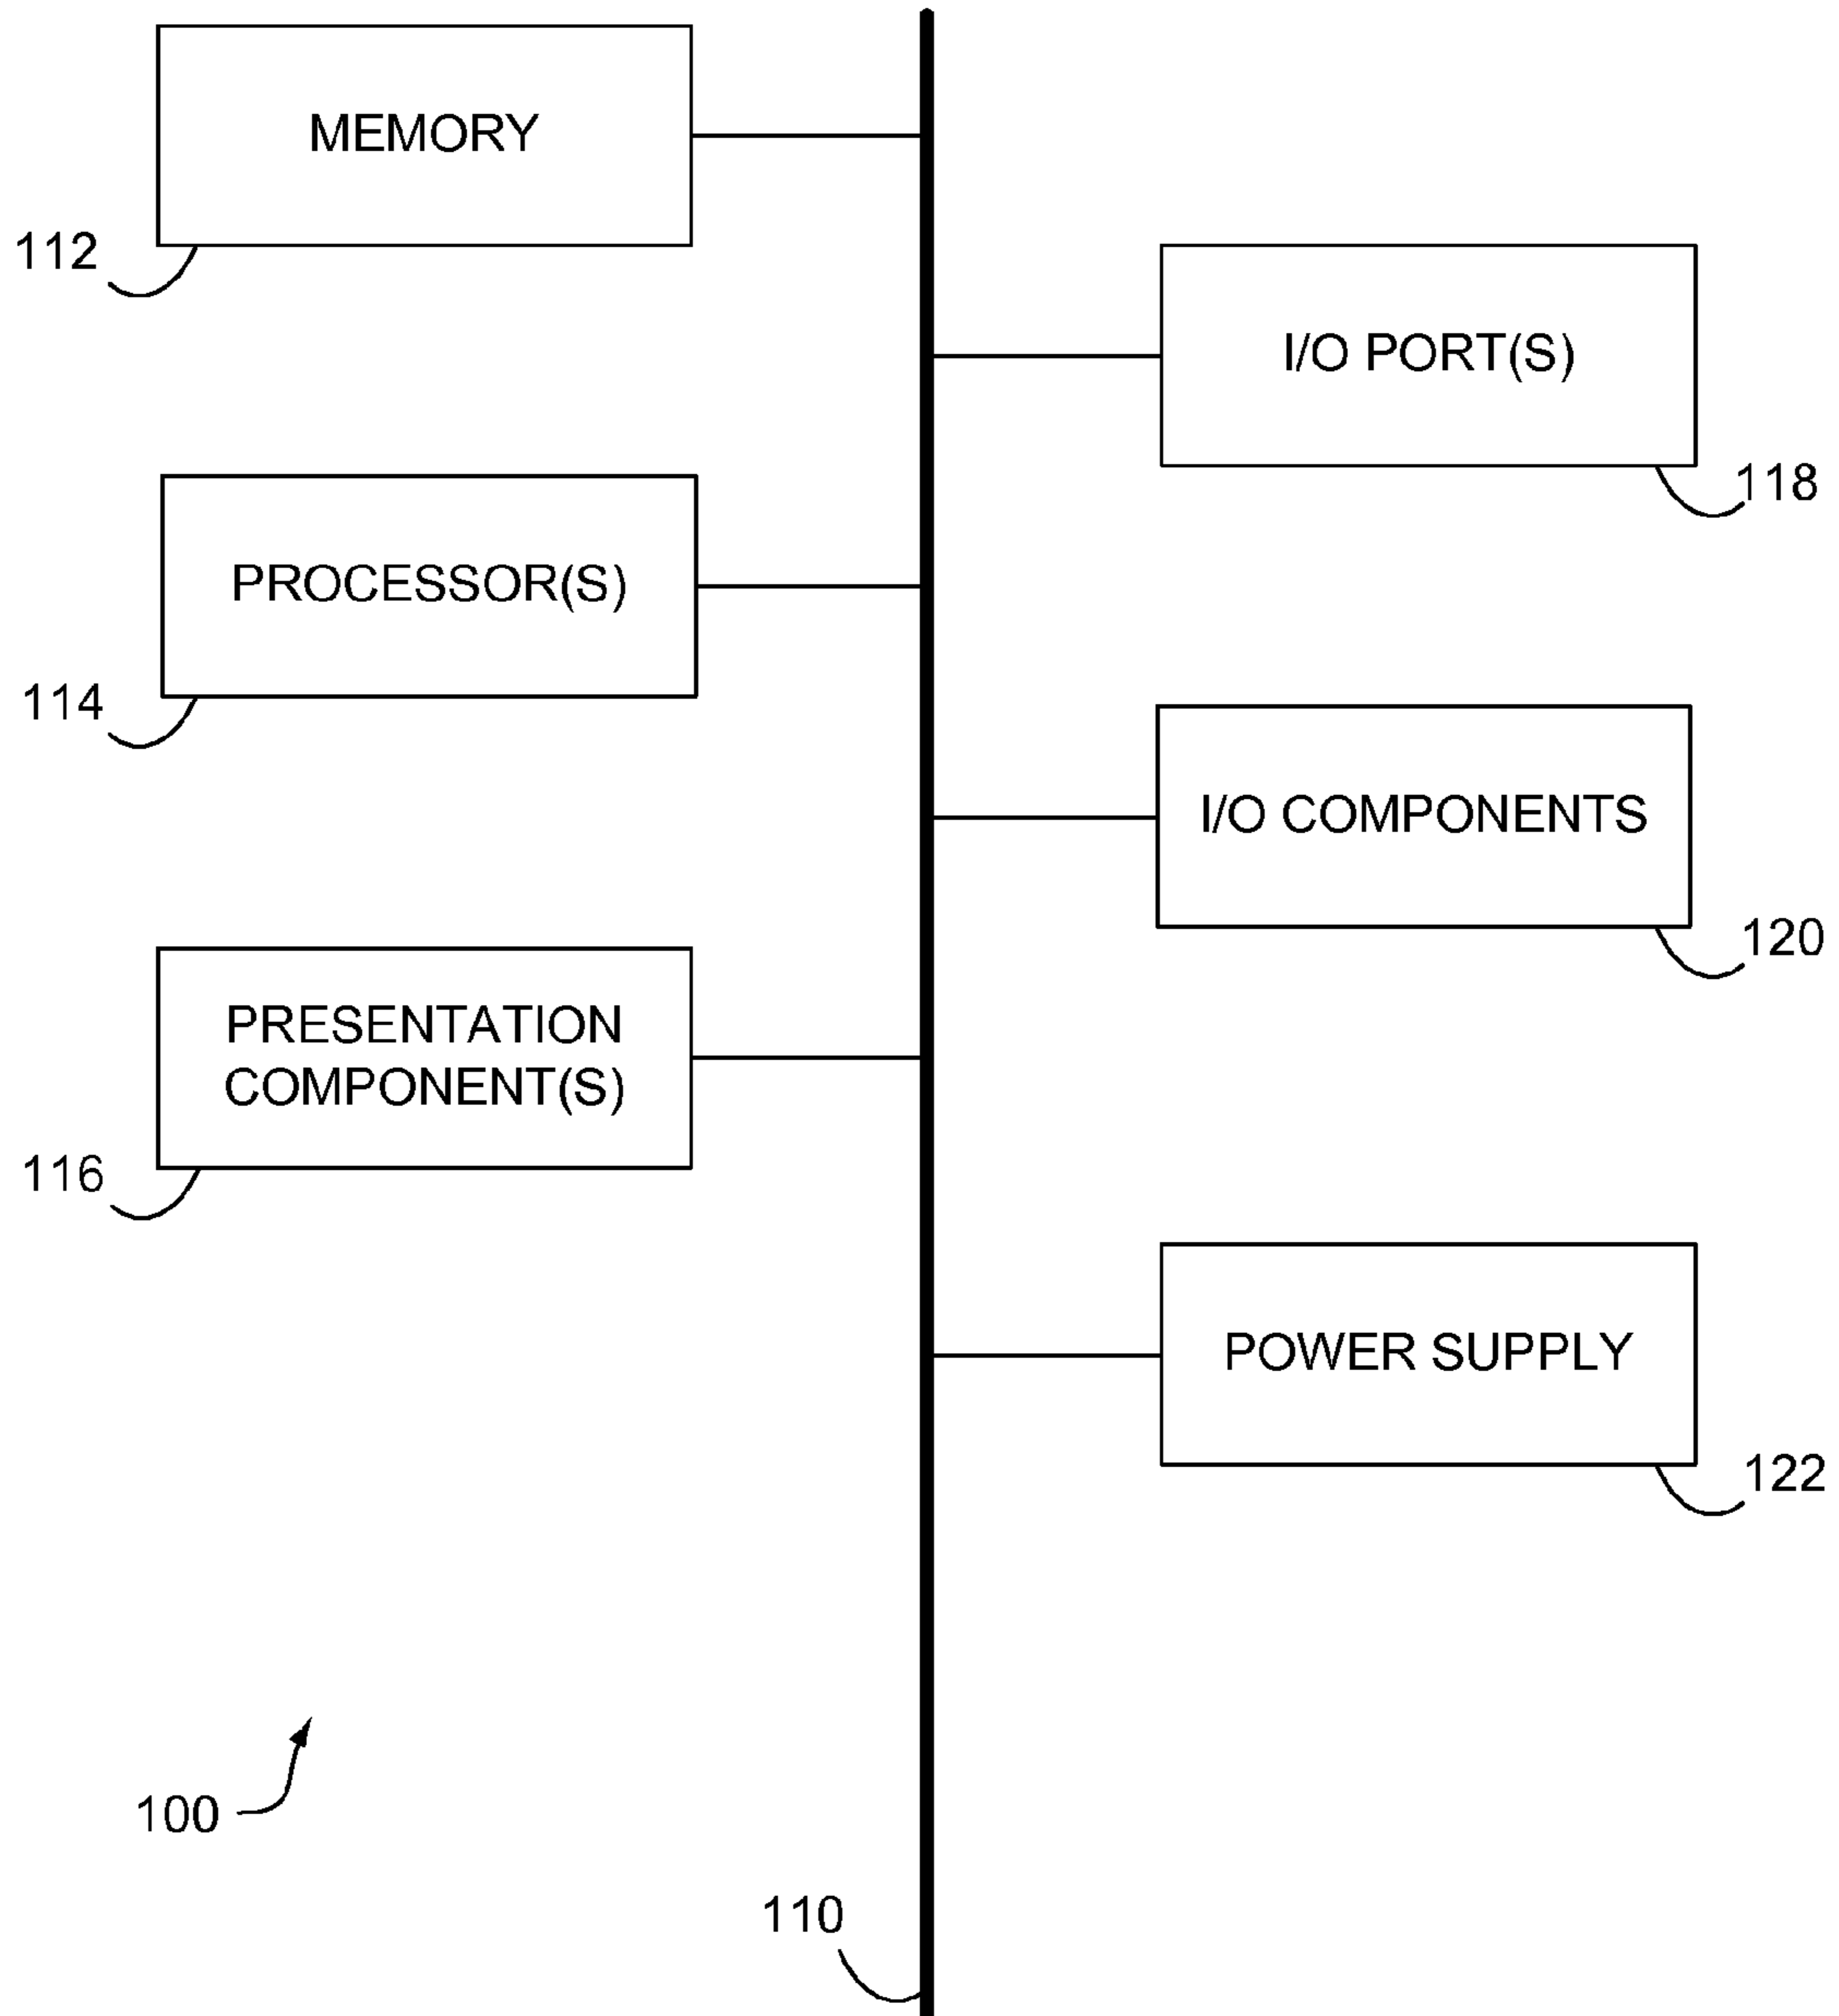 MEMORY
112
I/O PORT(S)
118
PROCESSOR(S)
114
I/O COMPONENTS
120
PRESENTATION
COMPONENT(S)
116
POWER SUPPLY
122
100
110